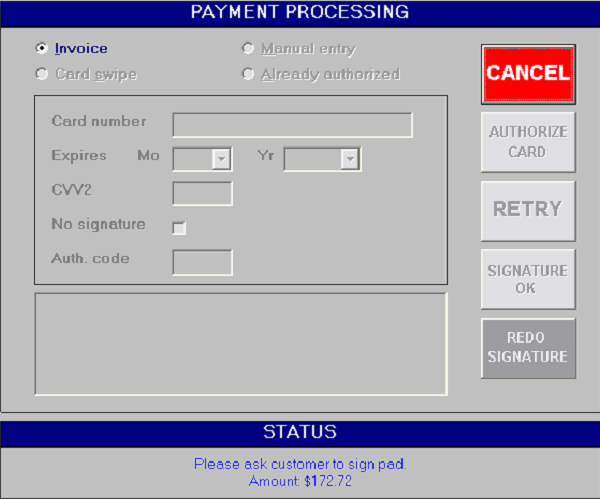 PAYMENT PROCESSING
Invoice
Manual entry
Card swipe
Already authorized
CANCEL
Card number
AUTHORIZE
CARD
Expires Mo Yr
CVV2
RETRY
No signature
Auth. code
SIGNATURE
OK
REDO
SIGNATURE
STATUS
Please ask customer to sign pad.
Amount: $172.72